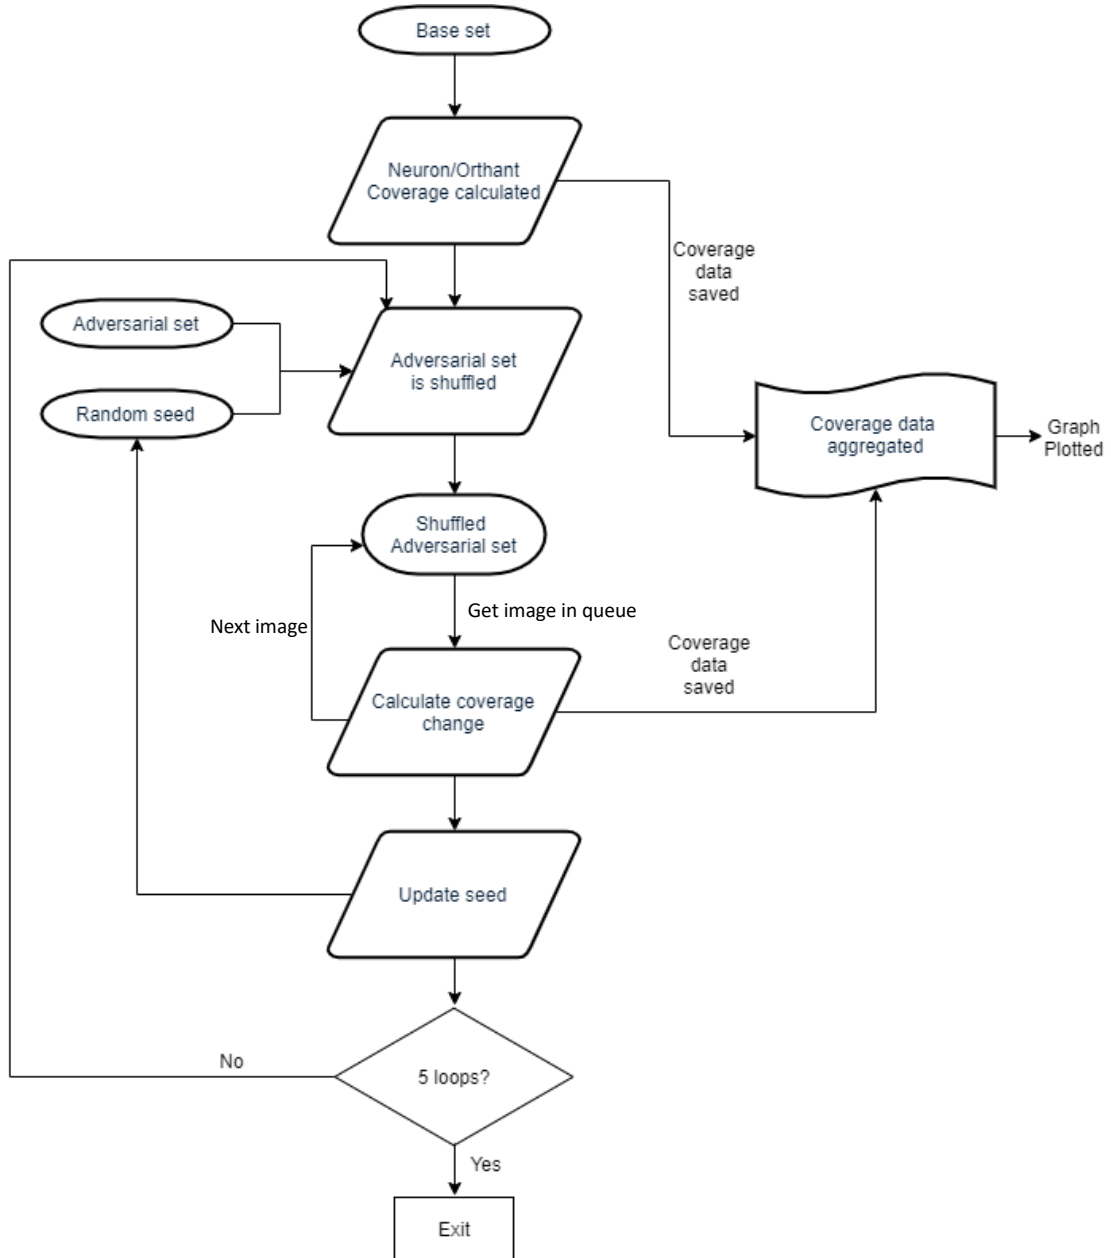 Base set
Neuron/Orthant
Coverage calculated
Coverage
data
saved
Adversarial set
Random seed
Adversarial set
is shuffled
Coverage data
aggregated
Graph
Plotted
Shuffled
Adversarial set
Next image
Get image in queue
Coverage
data
saved
Calculate coverage
change
Update seed
No
5 loops?
Yes
Exit